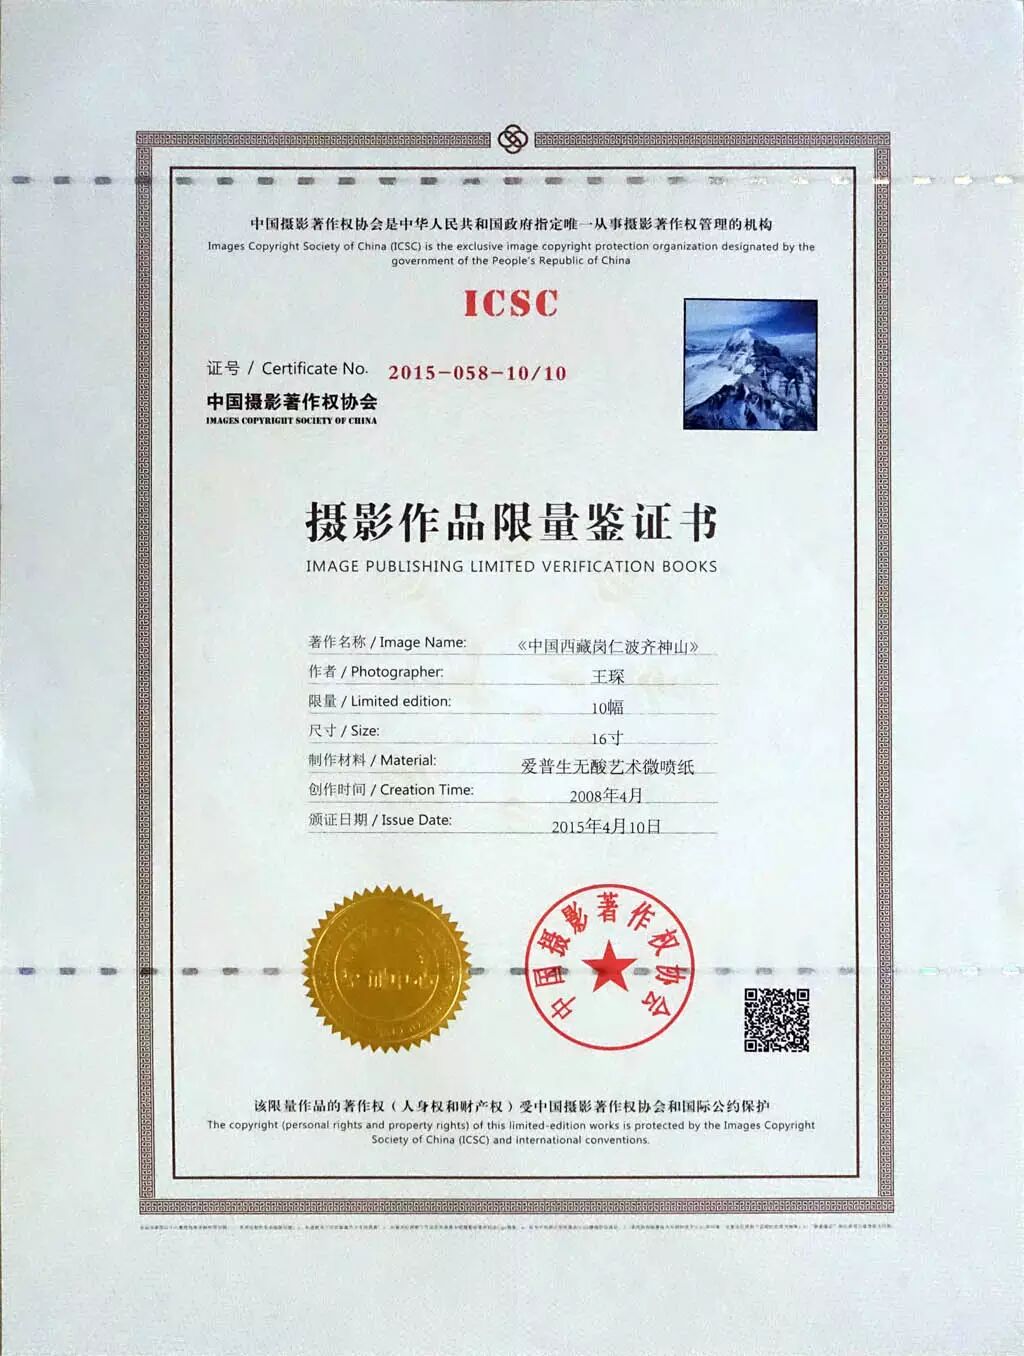 中国摄影著作权协会是中华人民共和国政府指定唯一从事摄影著作权管理的机构
Images Copyright Society of China (ICSC) is the exclusive image copyright protection organization designated by the
government of the People's Republic of China
ICSC
证号 / Certificate No. 2015-058-10/10
中国摄影著作权协会
IMAGES COPYRIGHT SOCIETY OF CHINA
摄影作品限量鉴证书
IMAGE PUBLISHING LIMITED VERIFICATION BOOKS
著作名称 / Image Name: 《中国西藏岗仁波齐神山》
作者 / Photographer: 王琛
限量 / Limited edition: 10幅
尺寸 / Size: 16寸
制作材料 / Material: 爱普生无酸艺术微喷纸
创作时间 / Creation Time: 2008年4月
颁证日期 / Issue Date: 2015年4月10日
中国摄影著作权协会
该限量作品的著作权（人身权和财产权）受中国摄影著作权协会和国际公约保护
The copyright (personal rights and property rights) of this limited-edition works is protected by the Images Copyright
Society of China (ICSC) and international conventions.